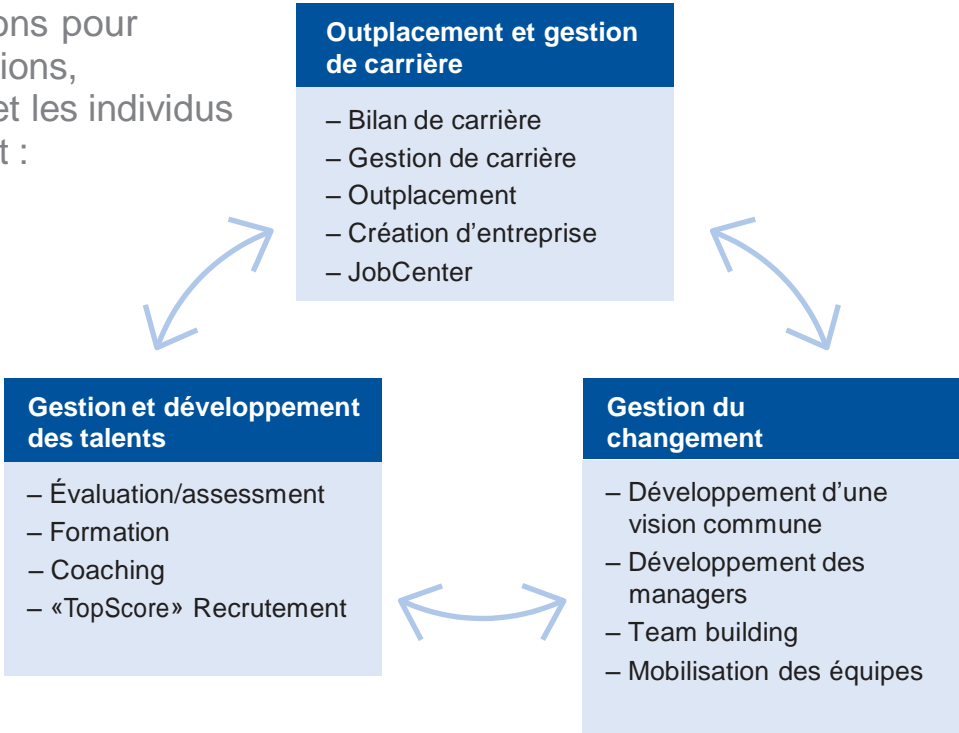 ons pour
ions,
et les individus
t :
Outplacement et gestion
de carrière
– Bilan de carrière
– Gestion de carrière
– Outplacement
– Création d’entreprise
– JobCenter
Gestion et développement
des talents
– Évaluation/assessment
– Formation
– Coaching
– «TopScore» Recrutement
Gestion du
changement
– Développement d’une
vision commune
– Développement des
managers
– Team building
– Mobilisation des équipes